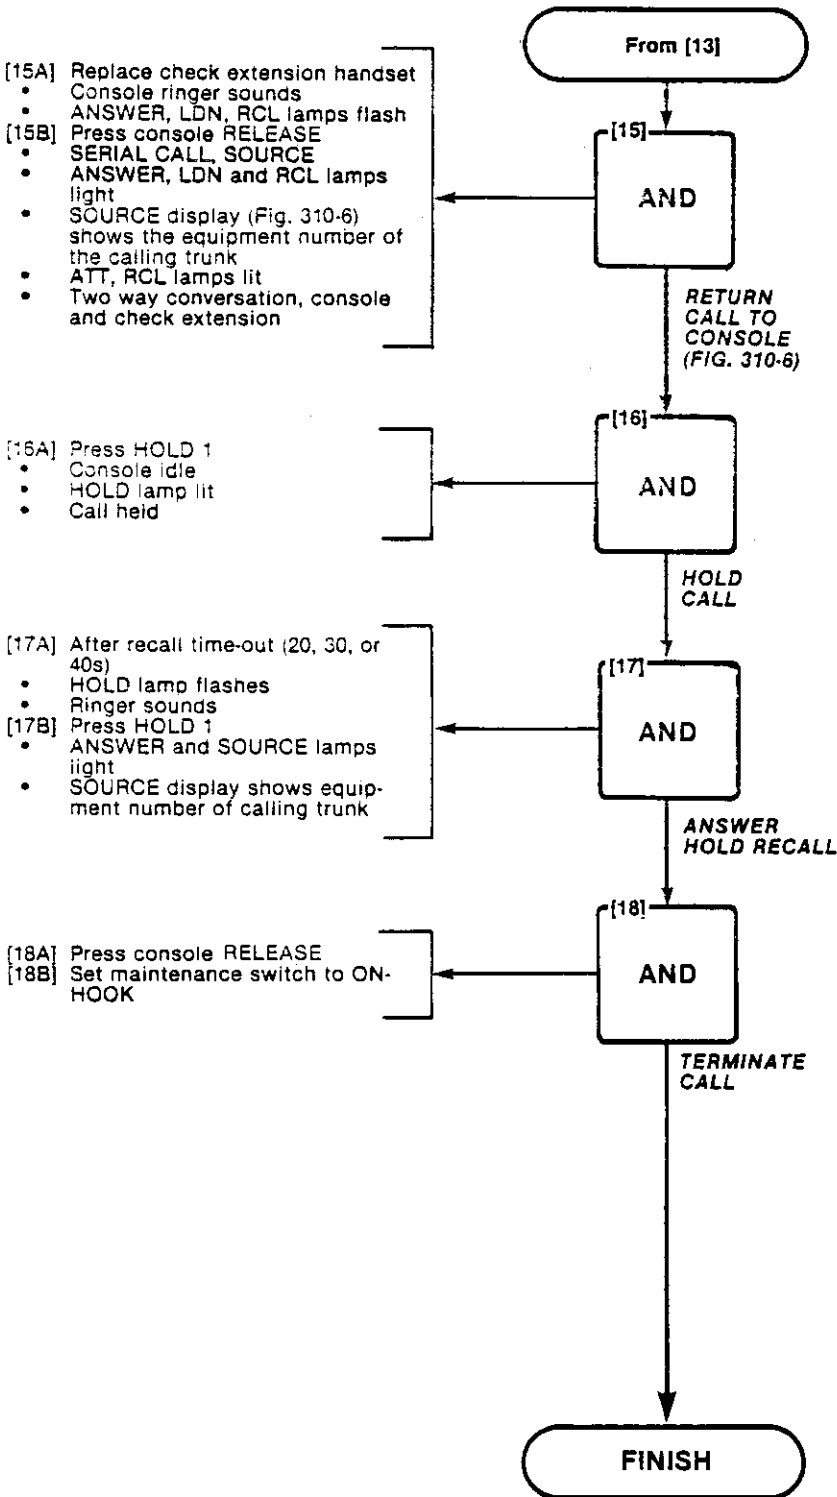 From [13]
[15A] Replace check extension handset
• Console ringer sounds
• ANSWER, LDN, RCL lamps flash
[15B] Press console RELEASE
• SERIAL CALL, SOURCE
• ANSWER, LDN and RCL lamps
light
• SOURCE display (Fig. 310-6)
shows the equipment number of
the calling trunk
• ATT, RCL lamps lit
• Two way conversation, console
and check extension
[15]
AND
RETURN
CALL TO
CONSOLE
(FIG. 310-6)
[16A] Press HOLD 1
• Console idle
• HOLD lamp lit
• Call held
[16]
AND
HOLD
CALL
[17A] After recall time-out (20, 30, or
40s)
• HOLD lamp flashes
• Ringer sounds
[17B] Press HOLD 1
• ANSWER and SOURCE lamps
light
• SOURCE display shows equip-
ment number of calling trunk
[17]
AND
ANSWER
HOLD RECALL
[18A] Press console RELEASE
[18B] Set maintenance switch to ON-
HOOK
[18]
AND
TERMINATE
CALL
FINISH